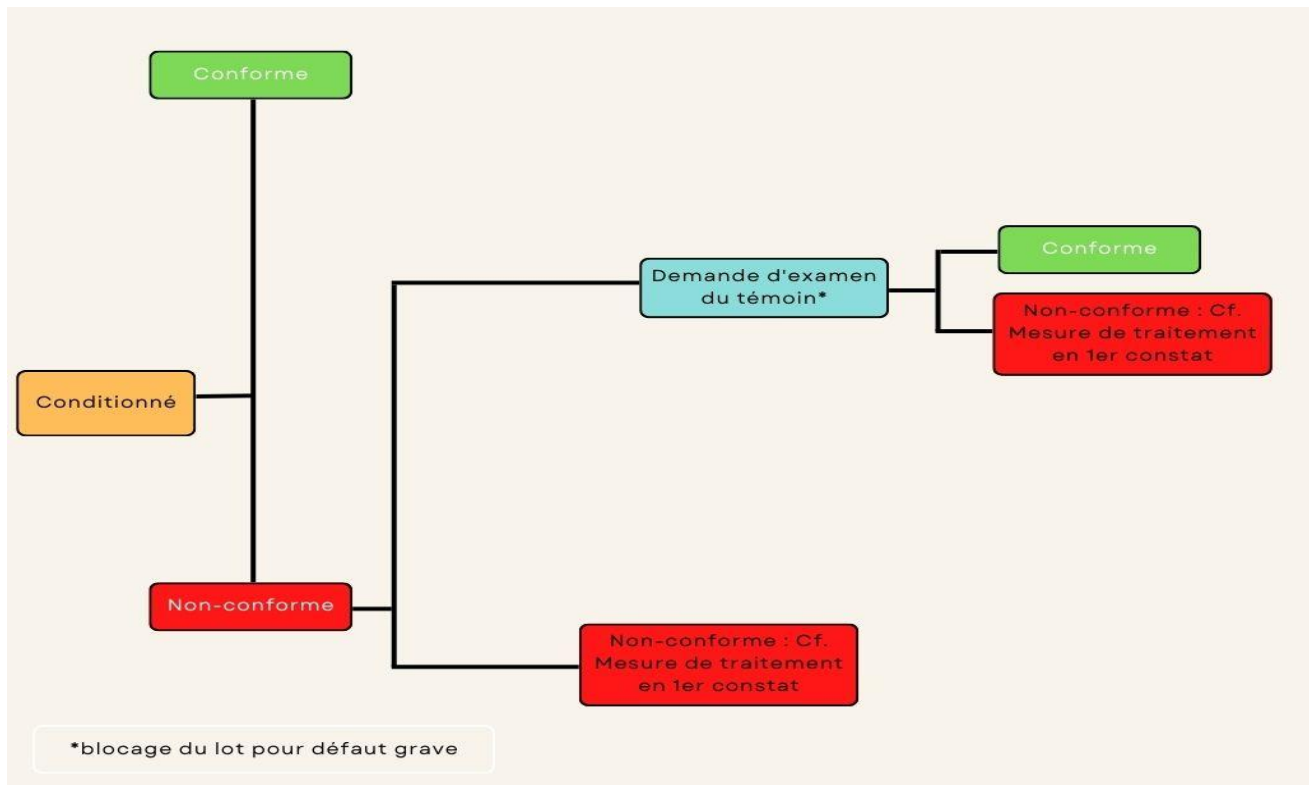 Conforme
Conforme
Demande d'examen
du témoin*
Non-conforme : Cf.
Mesure de traitement
en 1er constat
Conditionné
Non-conforme
Non-conforme : Cf.
Mesure de traitement
en 1er constat
*blocage du lot pour défaut grave